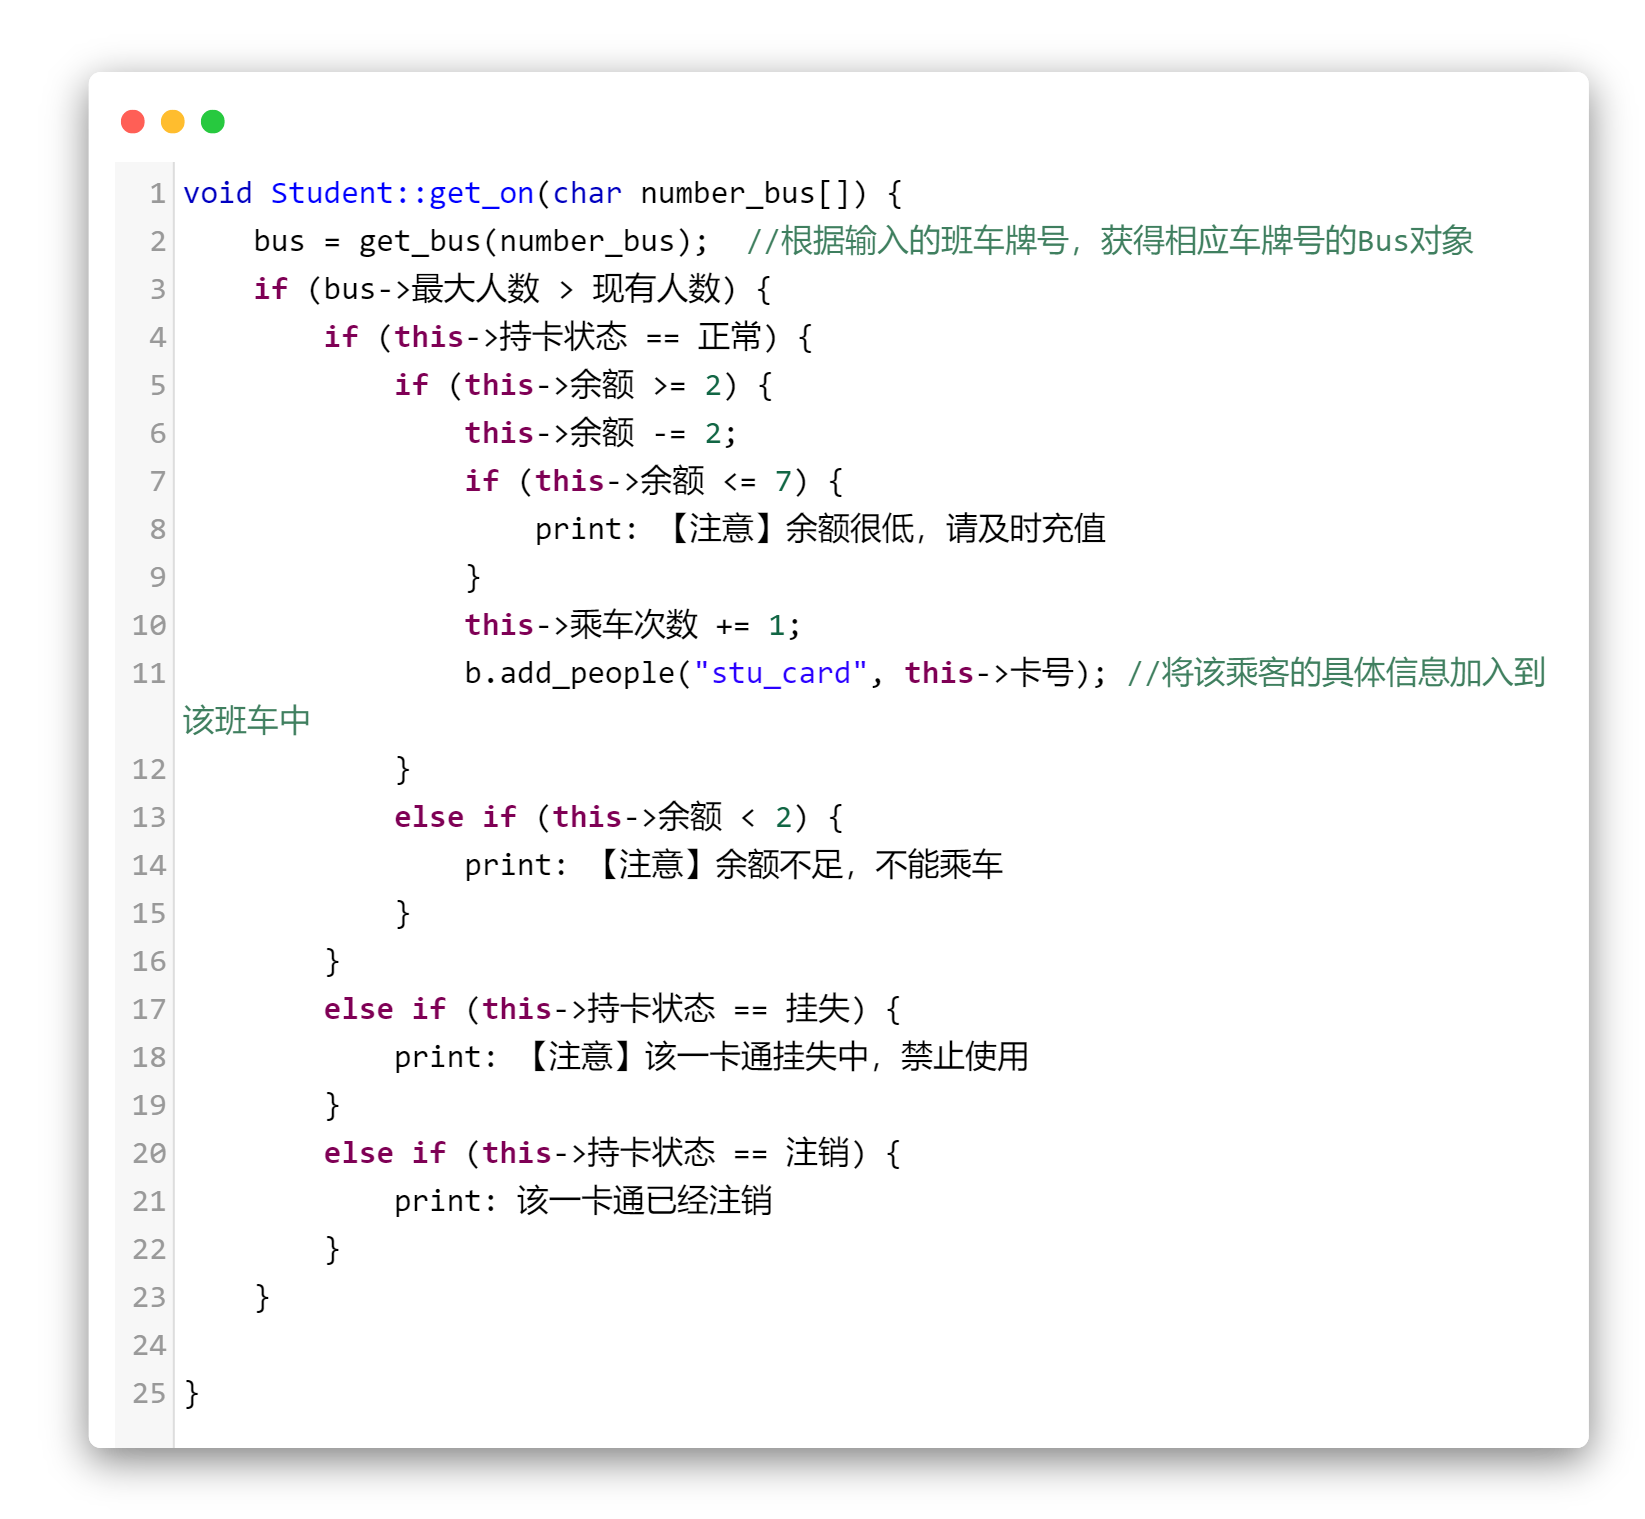 1 void Student::get_on(char number_bus[]) {
2     bus = get_bus(number_bus);  //根据输入的班车牌号，获得相应车牌号的Bus对象
3     if (bus->最大人数 > 现有人数) {
4         if (this->持卡状态 == 正常) {
5             if (this->余额 >= 2) {
6                 this->余额 -= 2;
7                 if (this->余额 <= 7) {
8                     print: 【注意】余额很低，请及时充值
9                 }
10                 this->乘车次数 += 1;
11                 b.add_people("stu_card", this->卡号); //将该乘客的具体信息加入到
该班车中
12             }
13             else if (this->余额 < 2) {
14                 print: 【注意】余额不足，不能乘车
15             }
16         }
17         else if (this->持卡状态 == 挂失) {
18             print: 【注意】该一卡通挂失中，禁止使用
19         }
20         else if (this->持卡状态 == 注销) {
21             print: 该一卡通已经注销
22         }
23     }
24
25 }